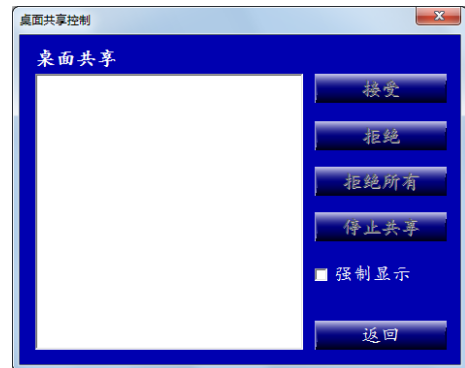 桌面共享控制
桌面共享
接受
拒绝
拒绝所有
停止共享
强制显示
返回